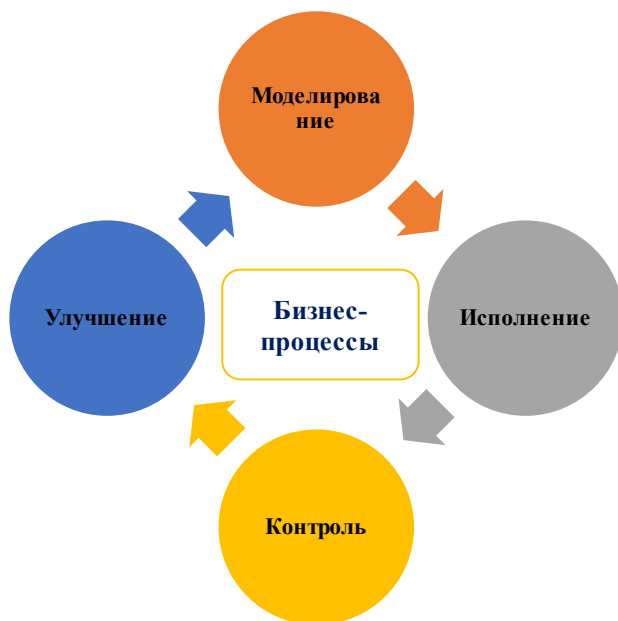 Моделирова
ние
Улучшение
Бизнес-
процессы
Исполнение
Контроль